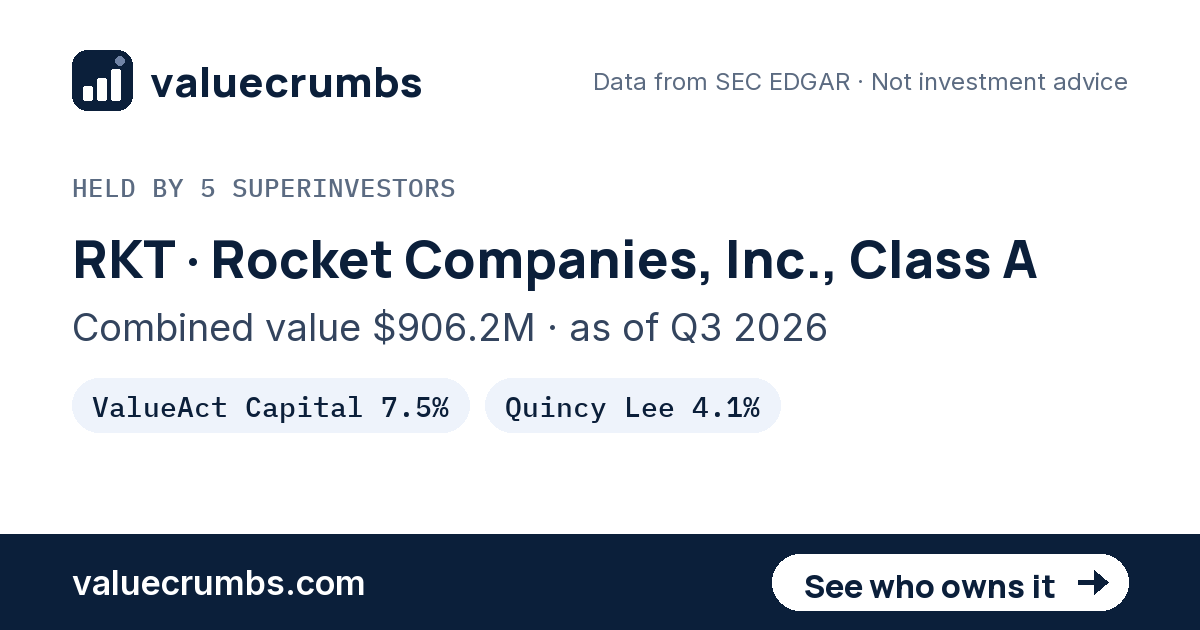 valuecrumbs
Data from SEC EDGAR · Not investment advice
HELD BY 5 SUPERINVESTORS
RKT · Rocket Companies, Inc., Class A
Combined value $906.2M · as of Q3 2026
ValueAct Capital 7.5%
Quincy Lee 4.1%
valuecrumbs.com
See who owns it →